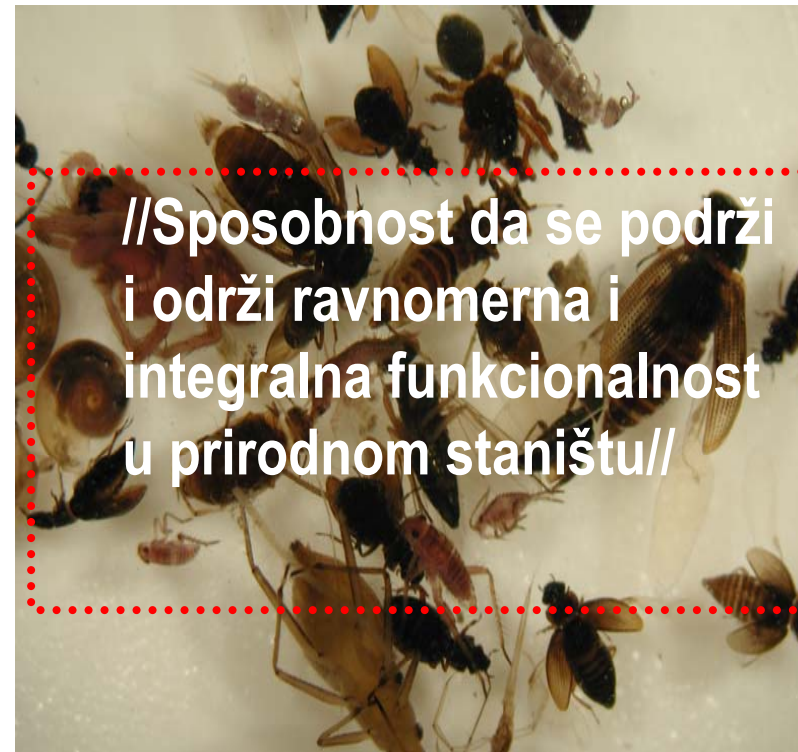 //Sposobnost da se podrži
i održi ravnomerna i
integralna funkcionalnost
u prirodnom staništu//